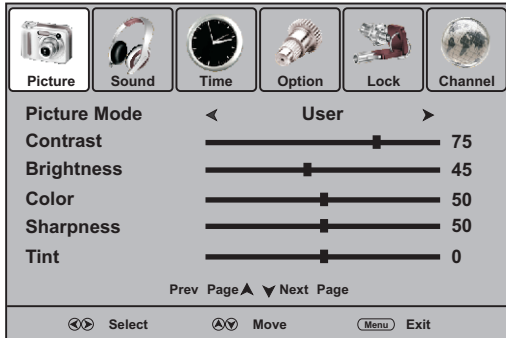 Picture Sound Time Option Lock Channel
Picture Mode User
Contrast 75
Brightness 45
Color 50
Sharpness 50
Tint 0
Prev Page Next Page
Select Move Menu Exit